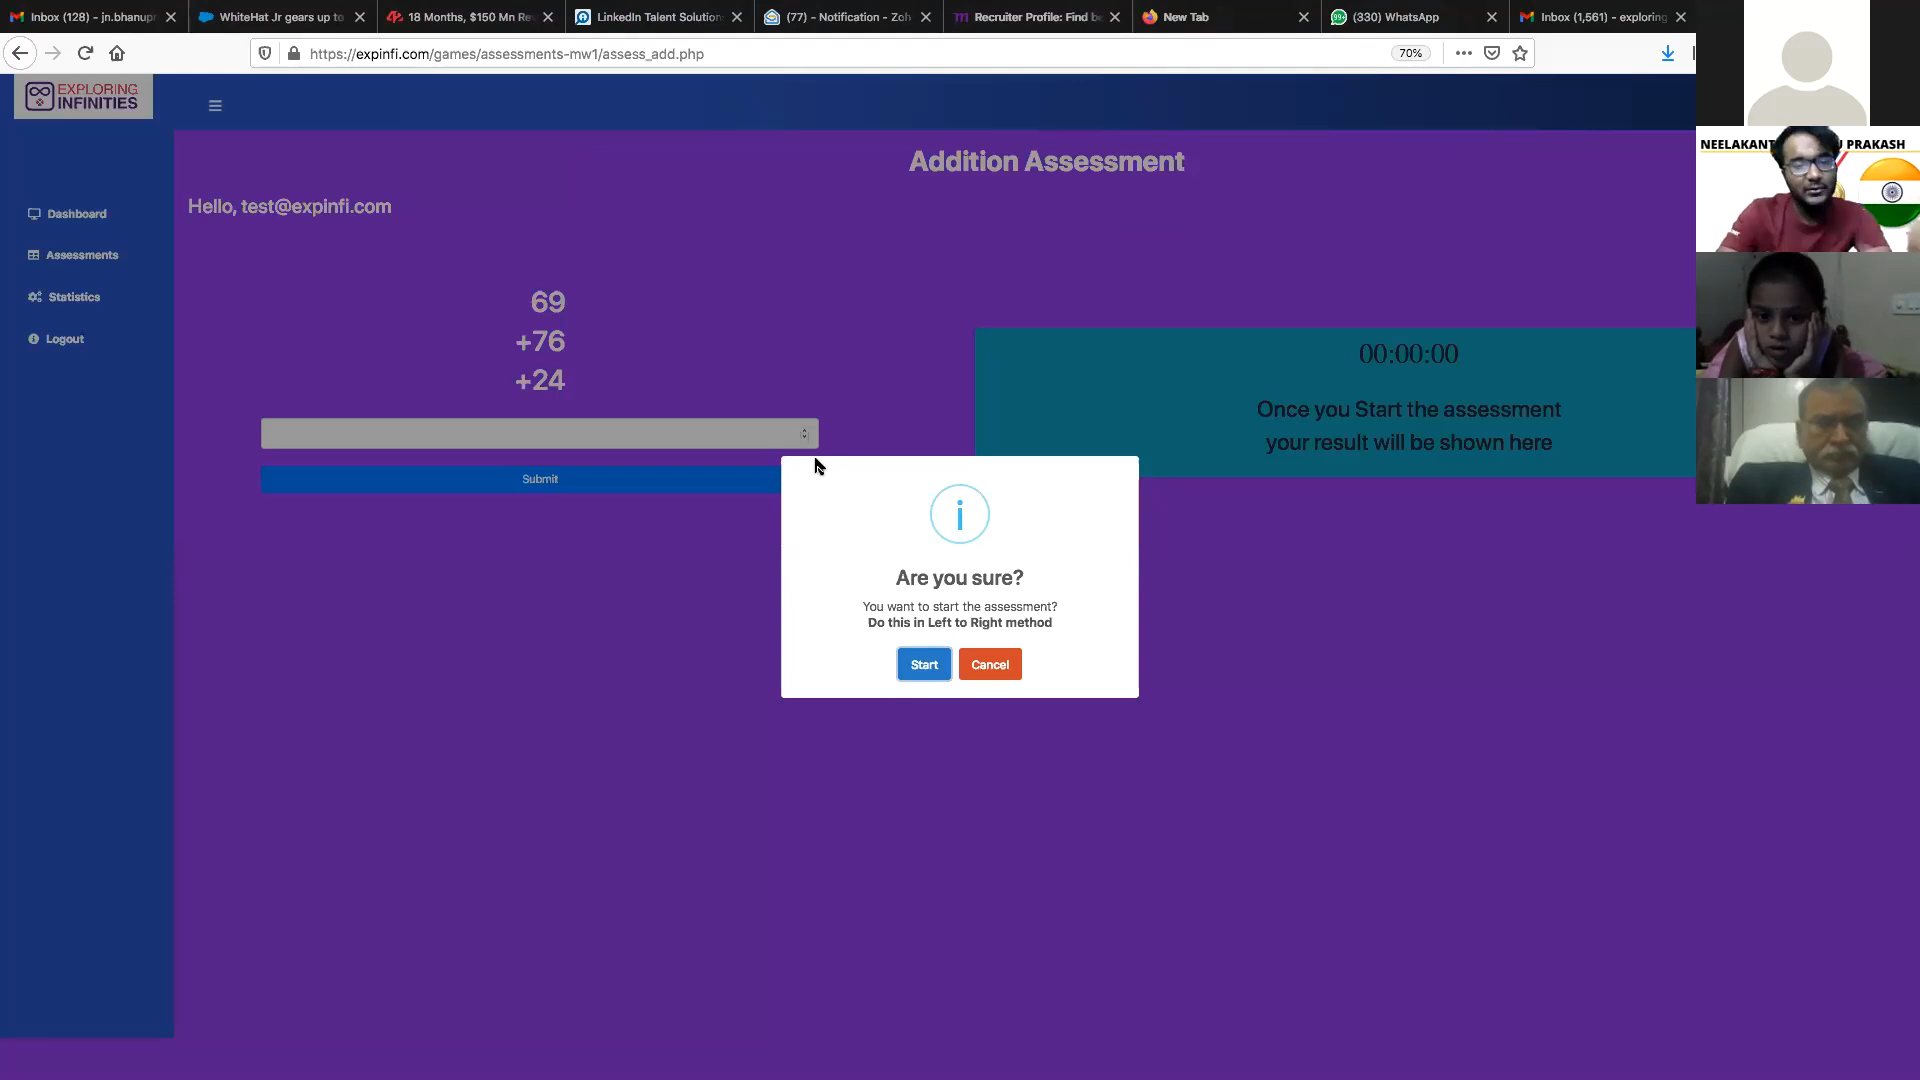 Inbox (128) - jn.bhanupr
WhiteHat Jr gears up to
18 Months, $150 Mn Re
LinkedIn Talent Solution
(77) - Notification - Zoh
Recruiter Profile: Find be
New Tab
99+
(330) WhatsApp
Inbox (1,561) - exploring
https://expinfi.com/games/assessments-mw1/assess_add.php
70%
EXPLORING
INFINITIES
Addition Assessment
Hello, test@expinfi.com
Dashboard
Assessments
Statistics
Logout
69
+76
+24
Submit
00:00:00
Once you Start the assessment
your result will be shown here
Are you sure?
You want to start the assessment?
Do this in Left to Right method
Start
Cancel
PRAKASH